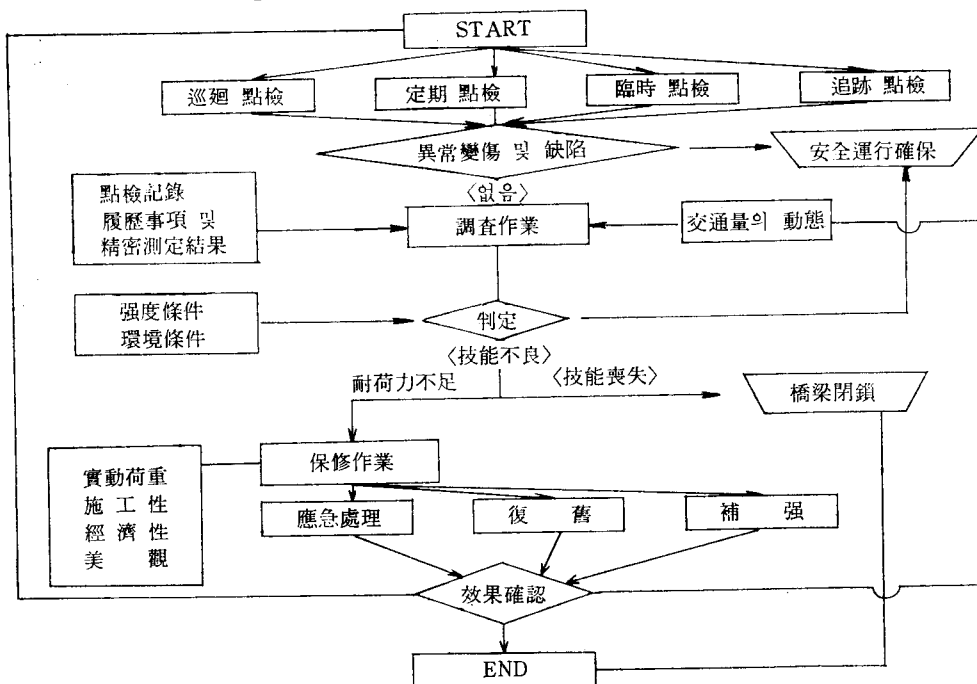 START
巡廻 點檢
定期 點檢
臨時 點檢
追跡 點檢
異常變傷 및 缺陷
安全運行確保
〈없음〉
點檢記錄
履歷事項 및
精密測定結果
調査作業
交通量의 動態
强度條件
環境條件
判定
〈技能不良〉
耐荷力不足
〈技能喪失〉
橋梁閉鎖
保修作業
實動荷重
施工性
經濟性
美觀
應急處理
復舊
補强
效果確認
END